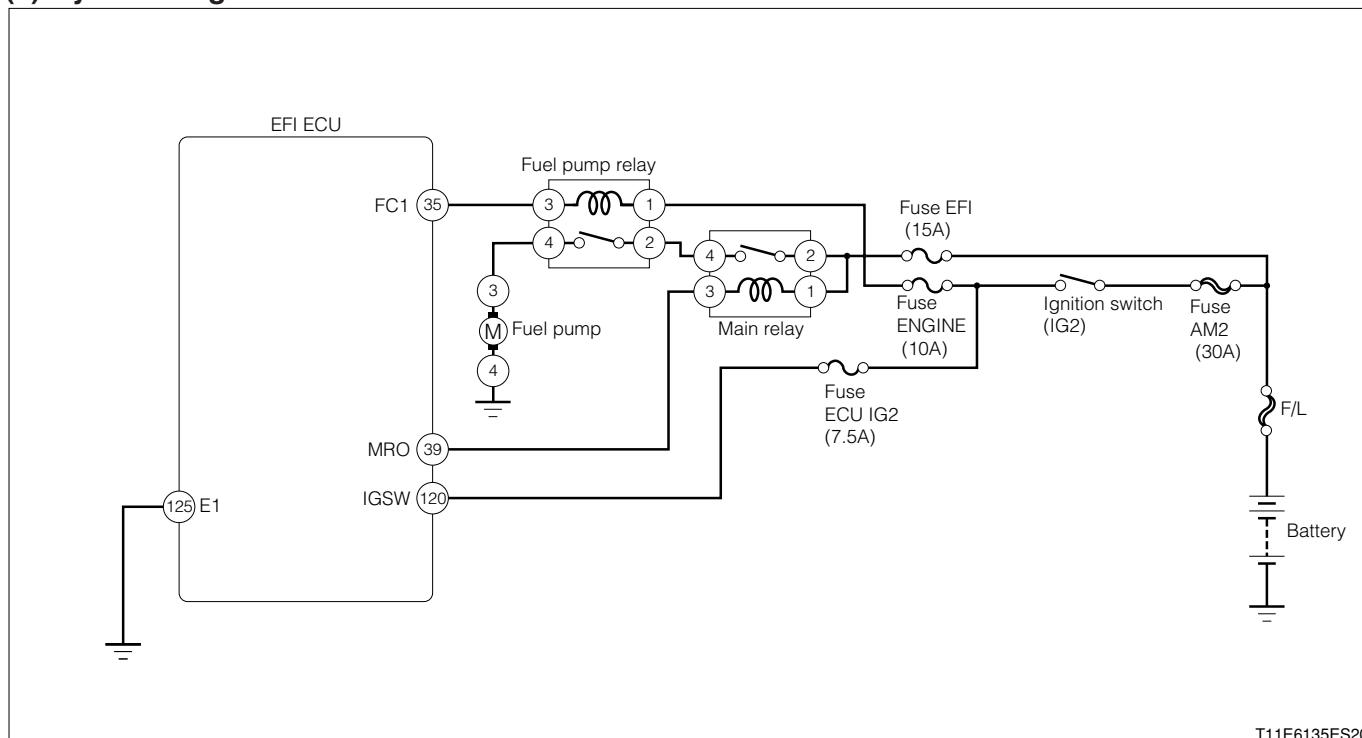 EFI ECU
Fuel pump relay
FC1 35
3
1
4
2
Fuse EFI
(15A)
4
2
3
1
Main relay
Fuse
ENGINE
(10A)
Ignition switch
(IG2)
Fuse
AM2
(30A)
3
M
Fuel pump
4
Fuse
ECU IG2
(7.5A)
F/L
MRO 39
IGSW 120
125 E1
Battery